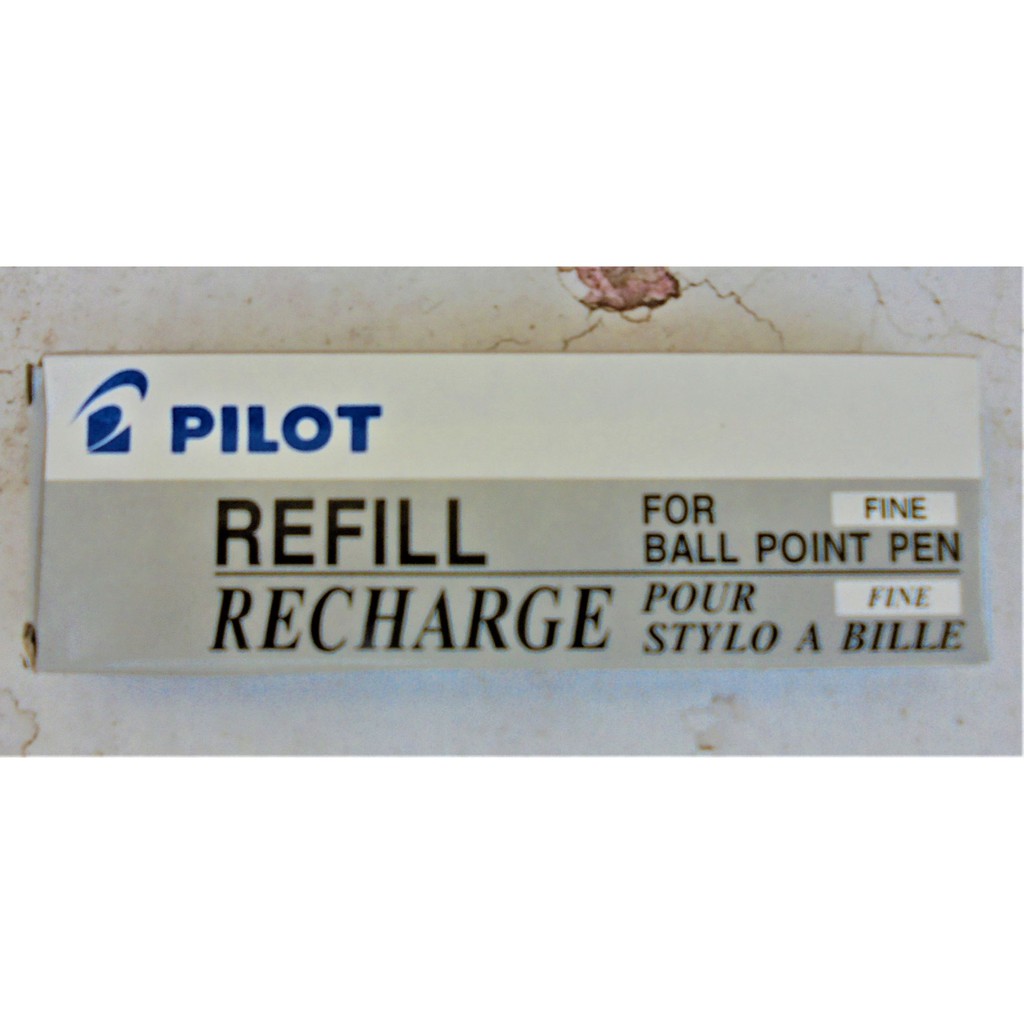 PILOT
REFILL
RECHARGE
FOR FINE
BALL POINT PEN
POUR FINE
STYLO A BILLE